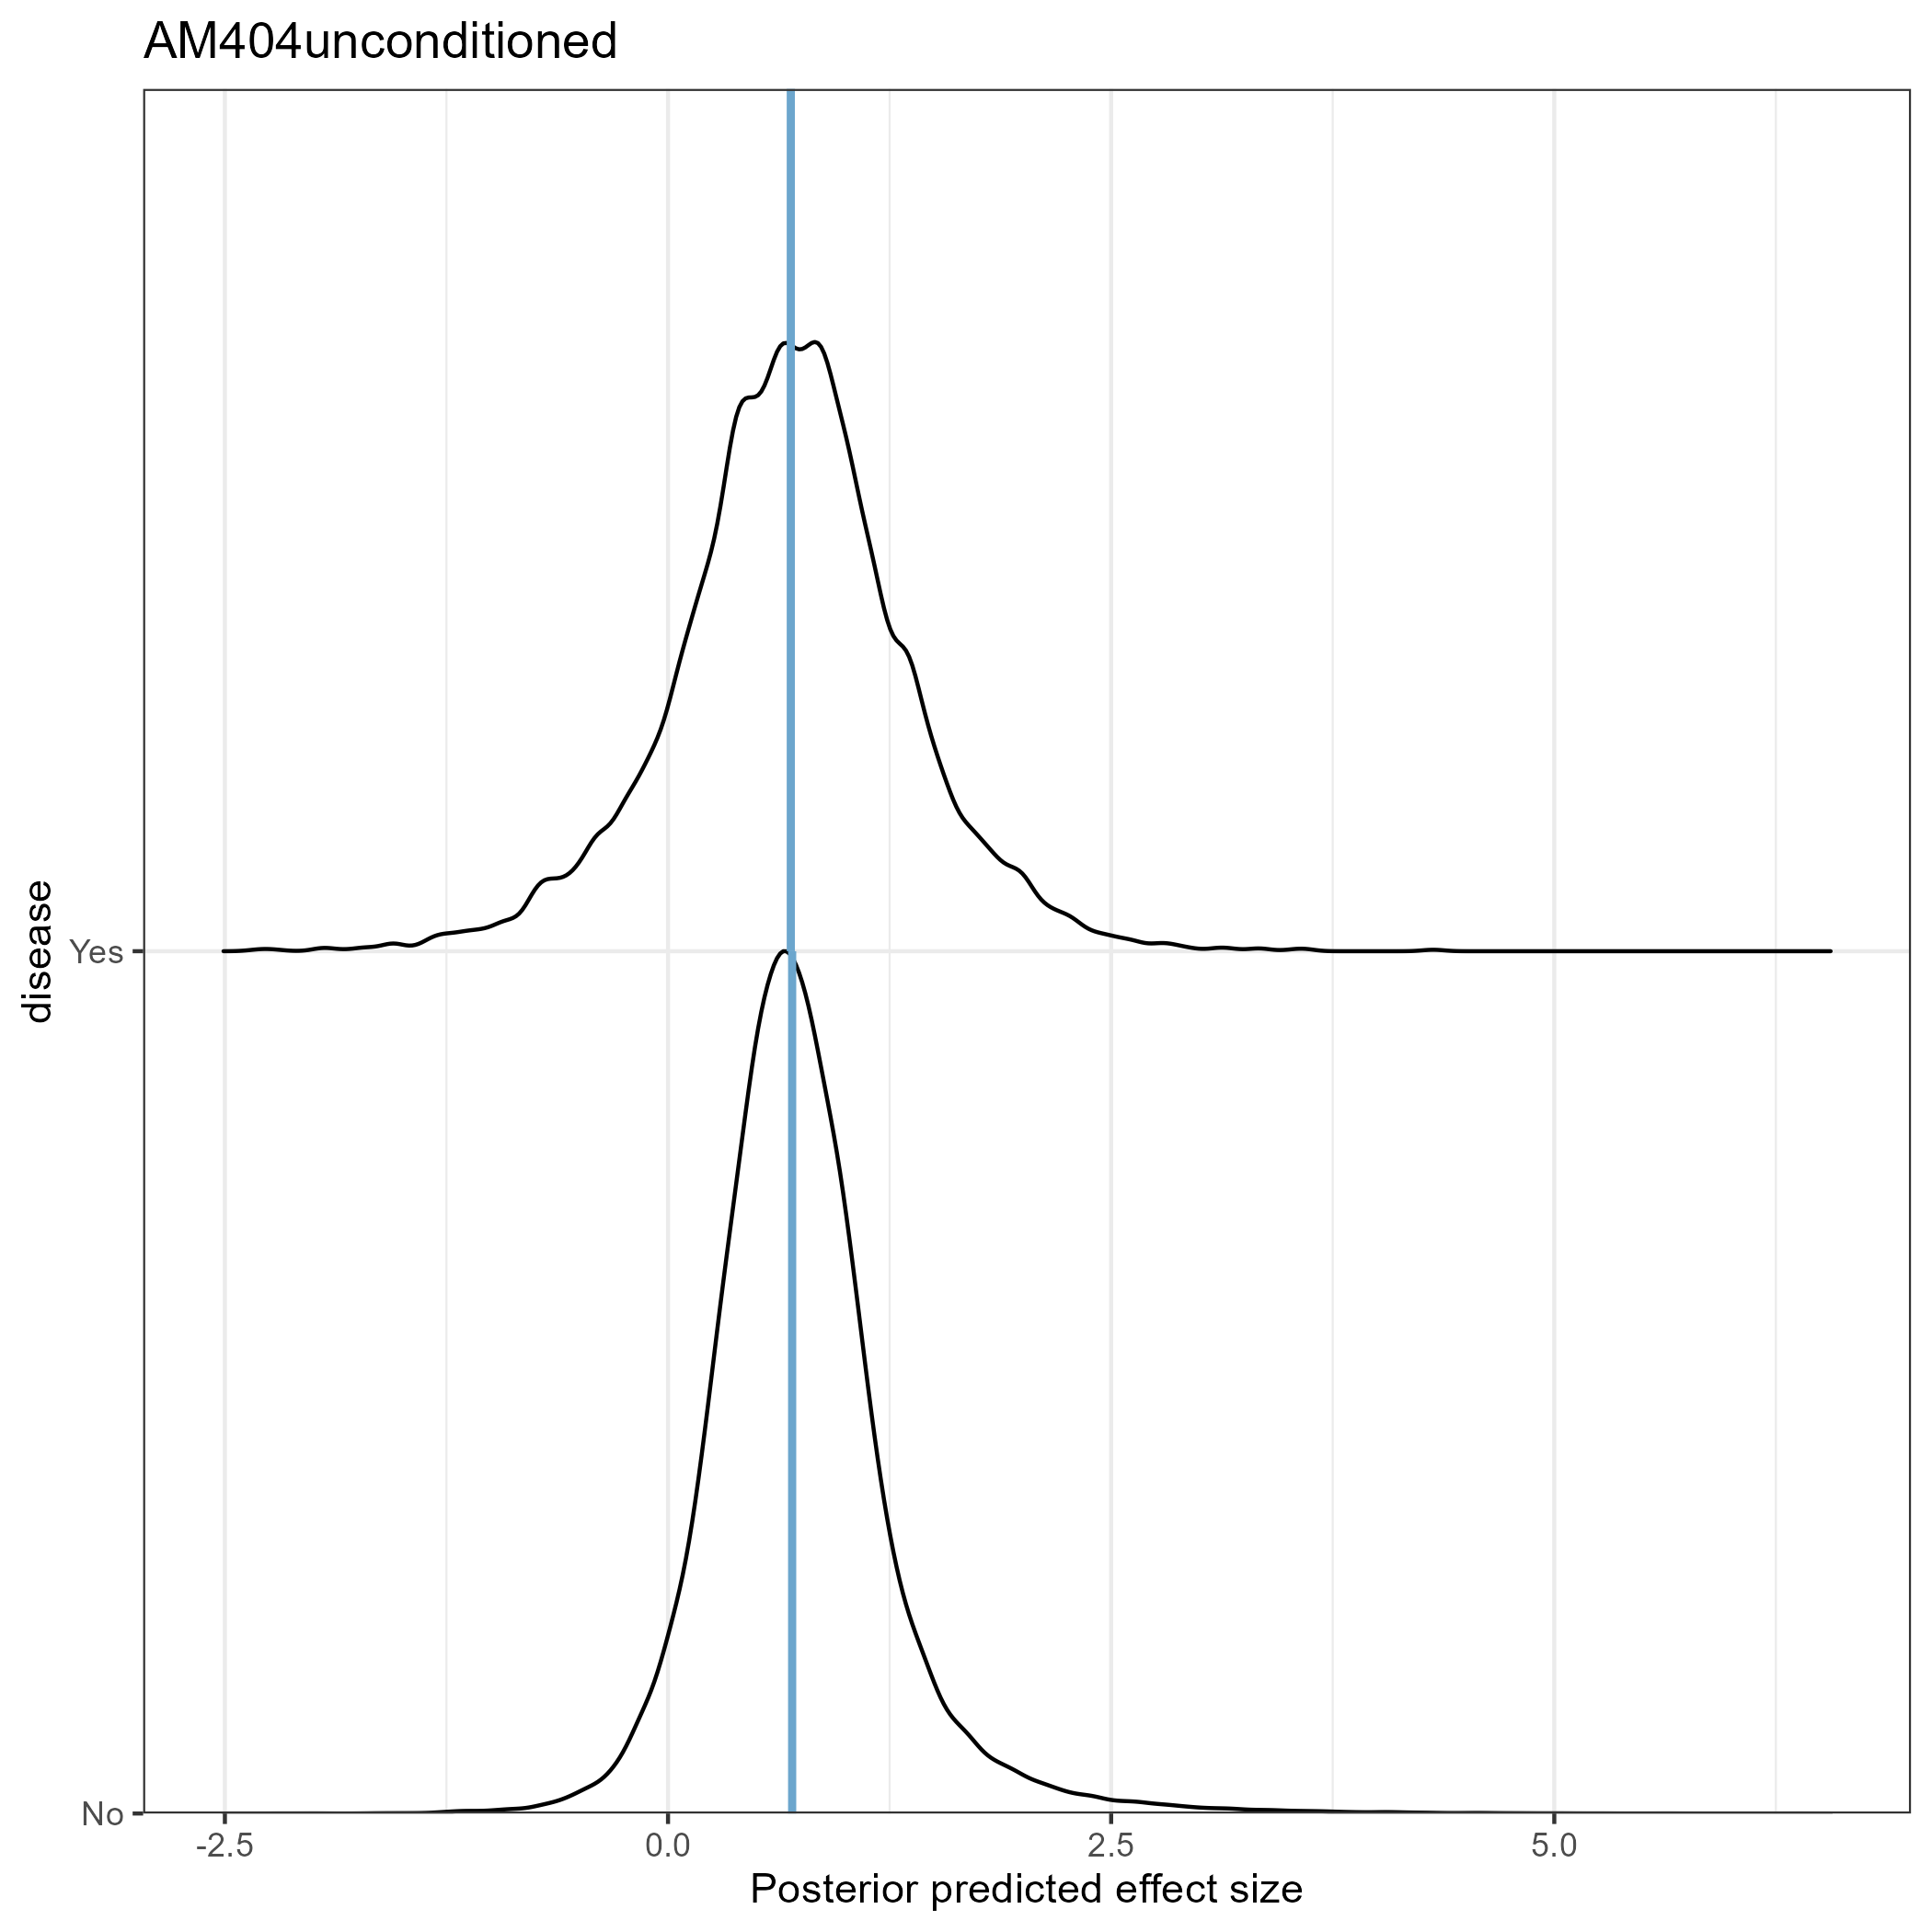 AM404unconditioned
disease
Yes
No
-2.5
0.0
2.5
5.0
Posterior predicted effect size